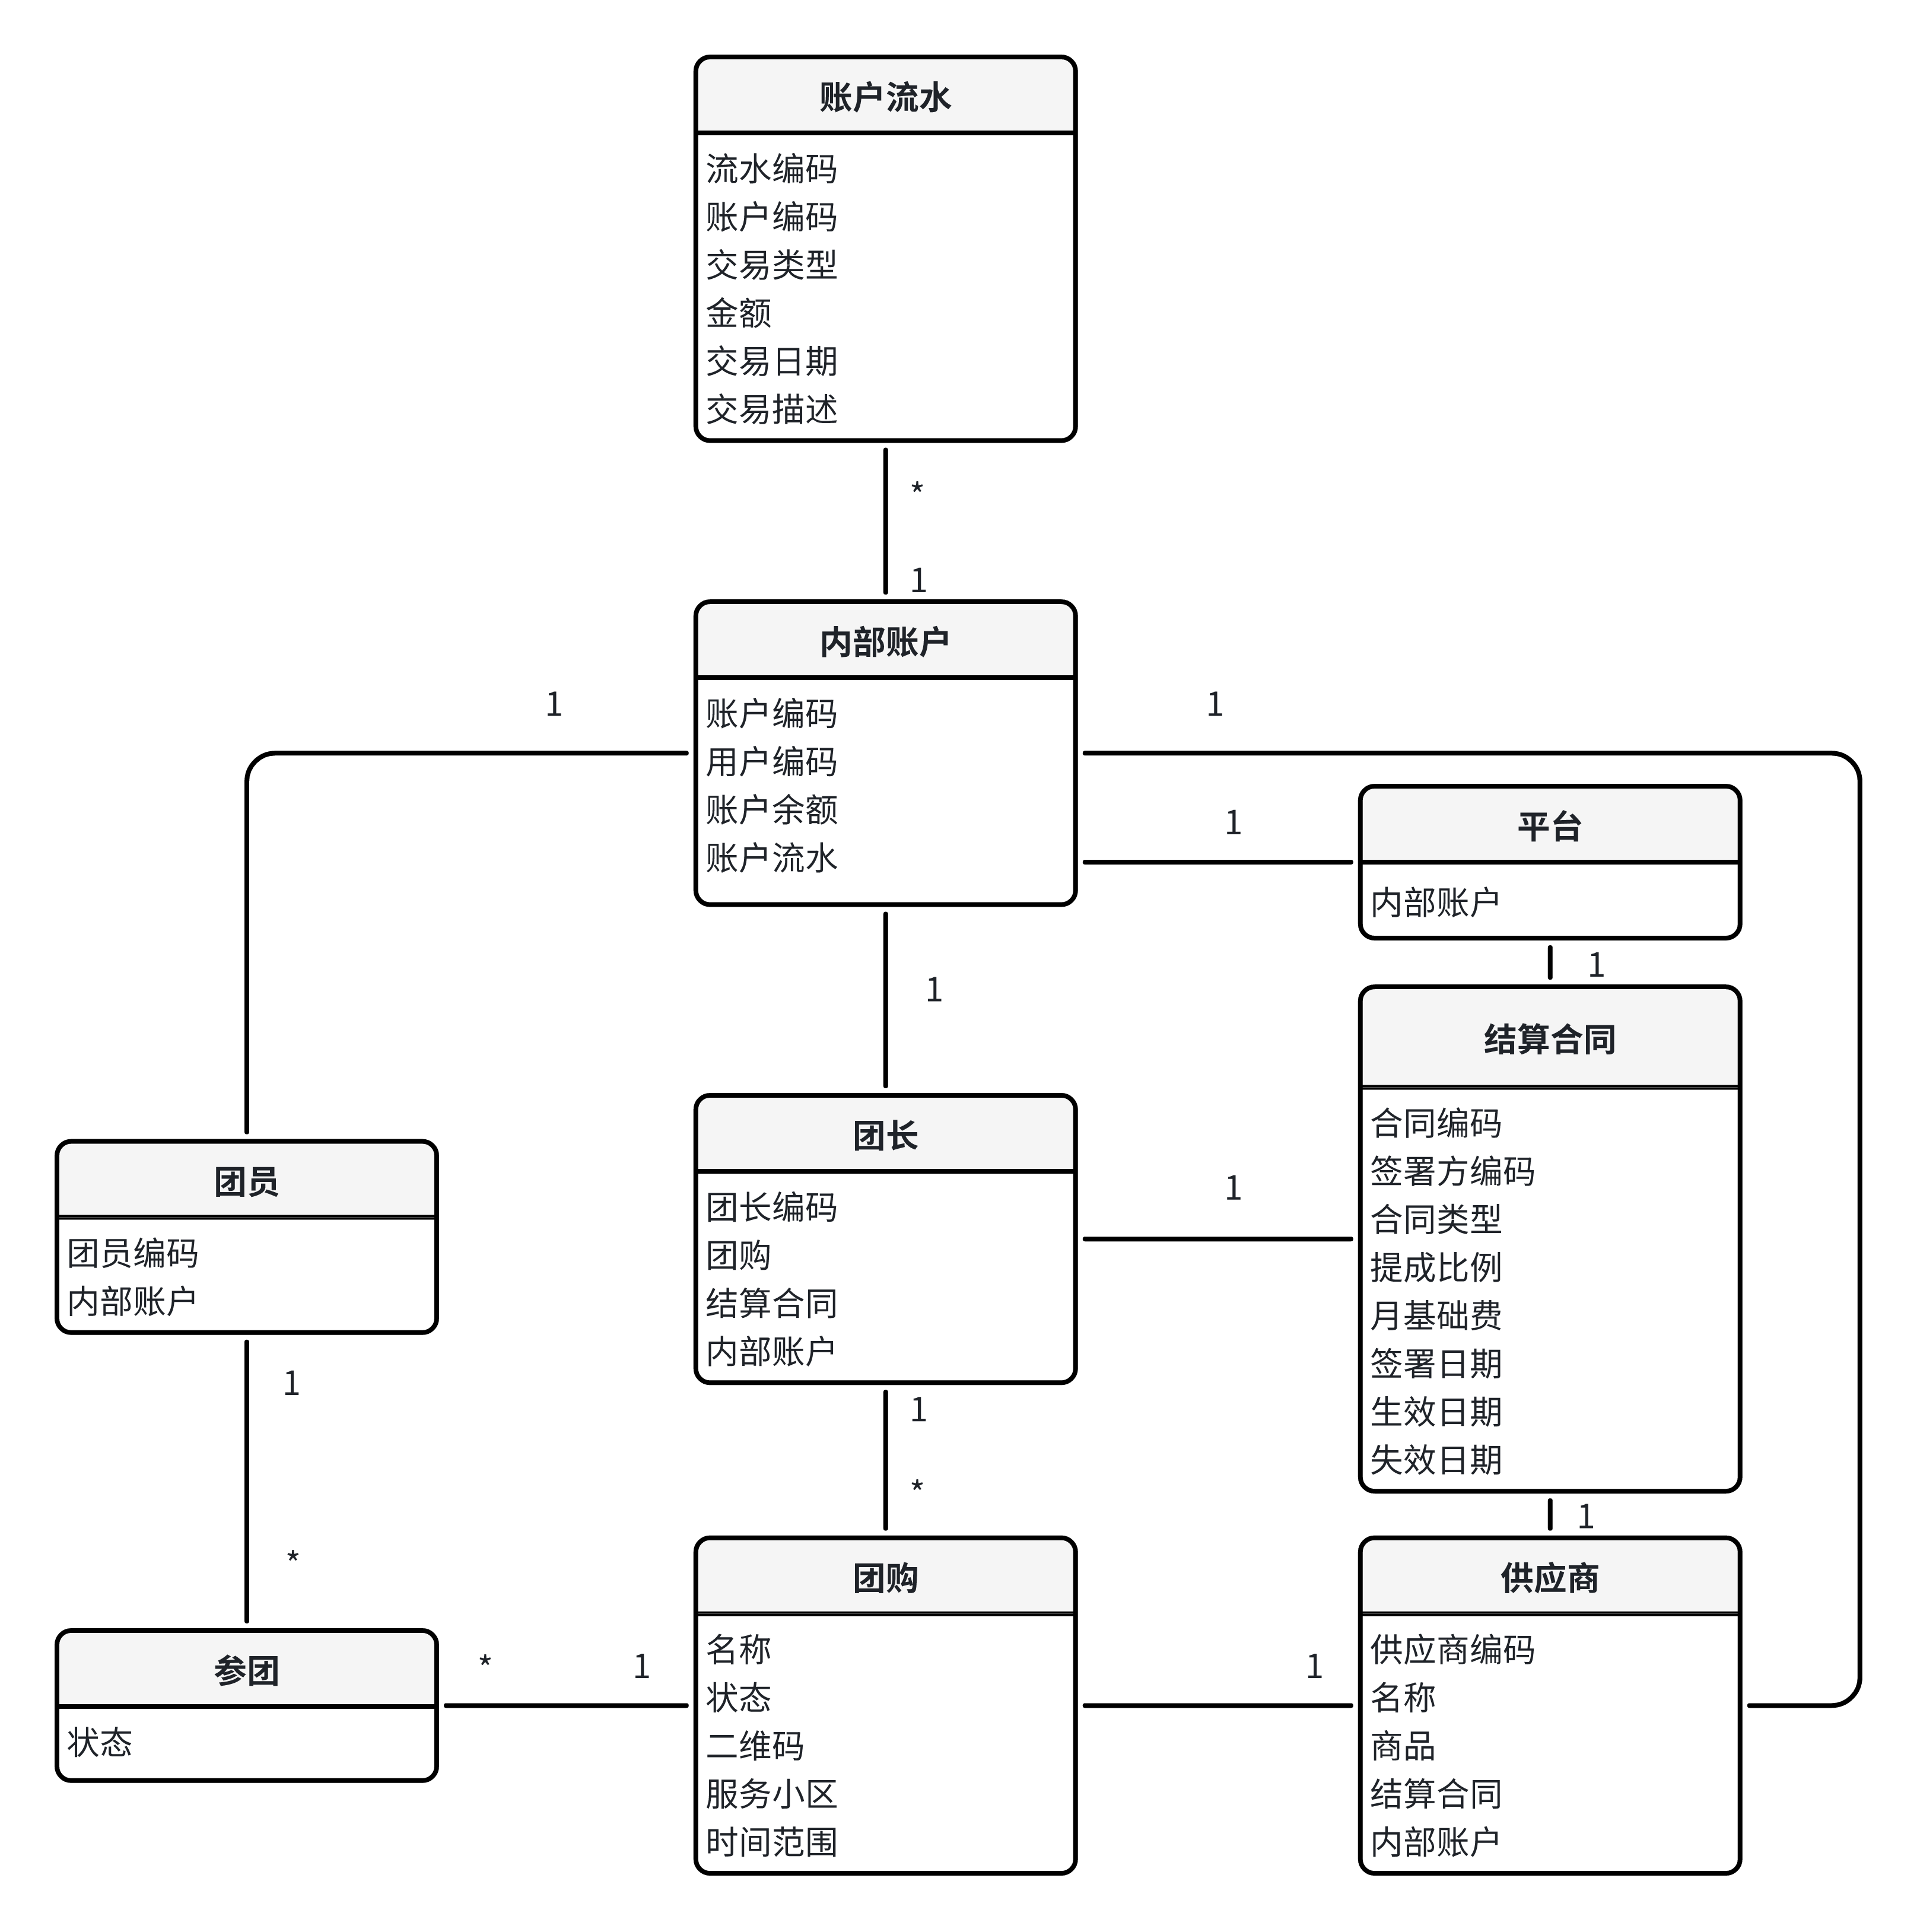 账户流水
流水编码
账户编码
交易类型
金额
交易日期
交易描述
*
1
内部账户
账户编码
用户编码
账户余额
账户流水
1
1
1
平台
内部账户
1
1
结算合同
合同编码
签署方编码
合同类型
提成比例
月基础费
签署日期
生效日期
失效日期
团长
团长编码
团购
结算合同
内部账户
1
团员
团员编码
内部账户
1
*
1
*
1
参团
状态
*
1
团购
名称
状态
二维码
服务小区
时间范围
1
供应商
供应商编码
名称
商品
结算合同
内部账户